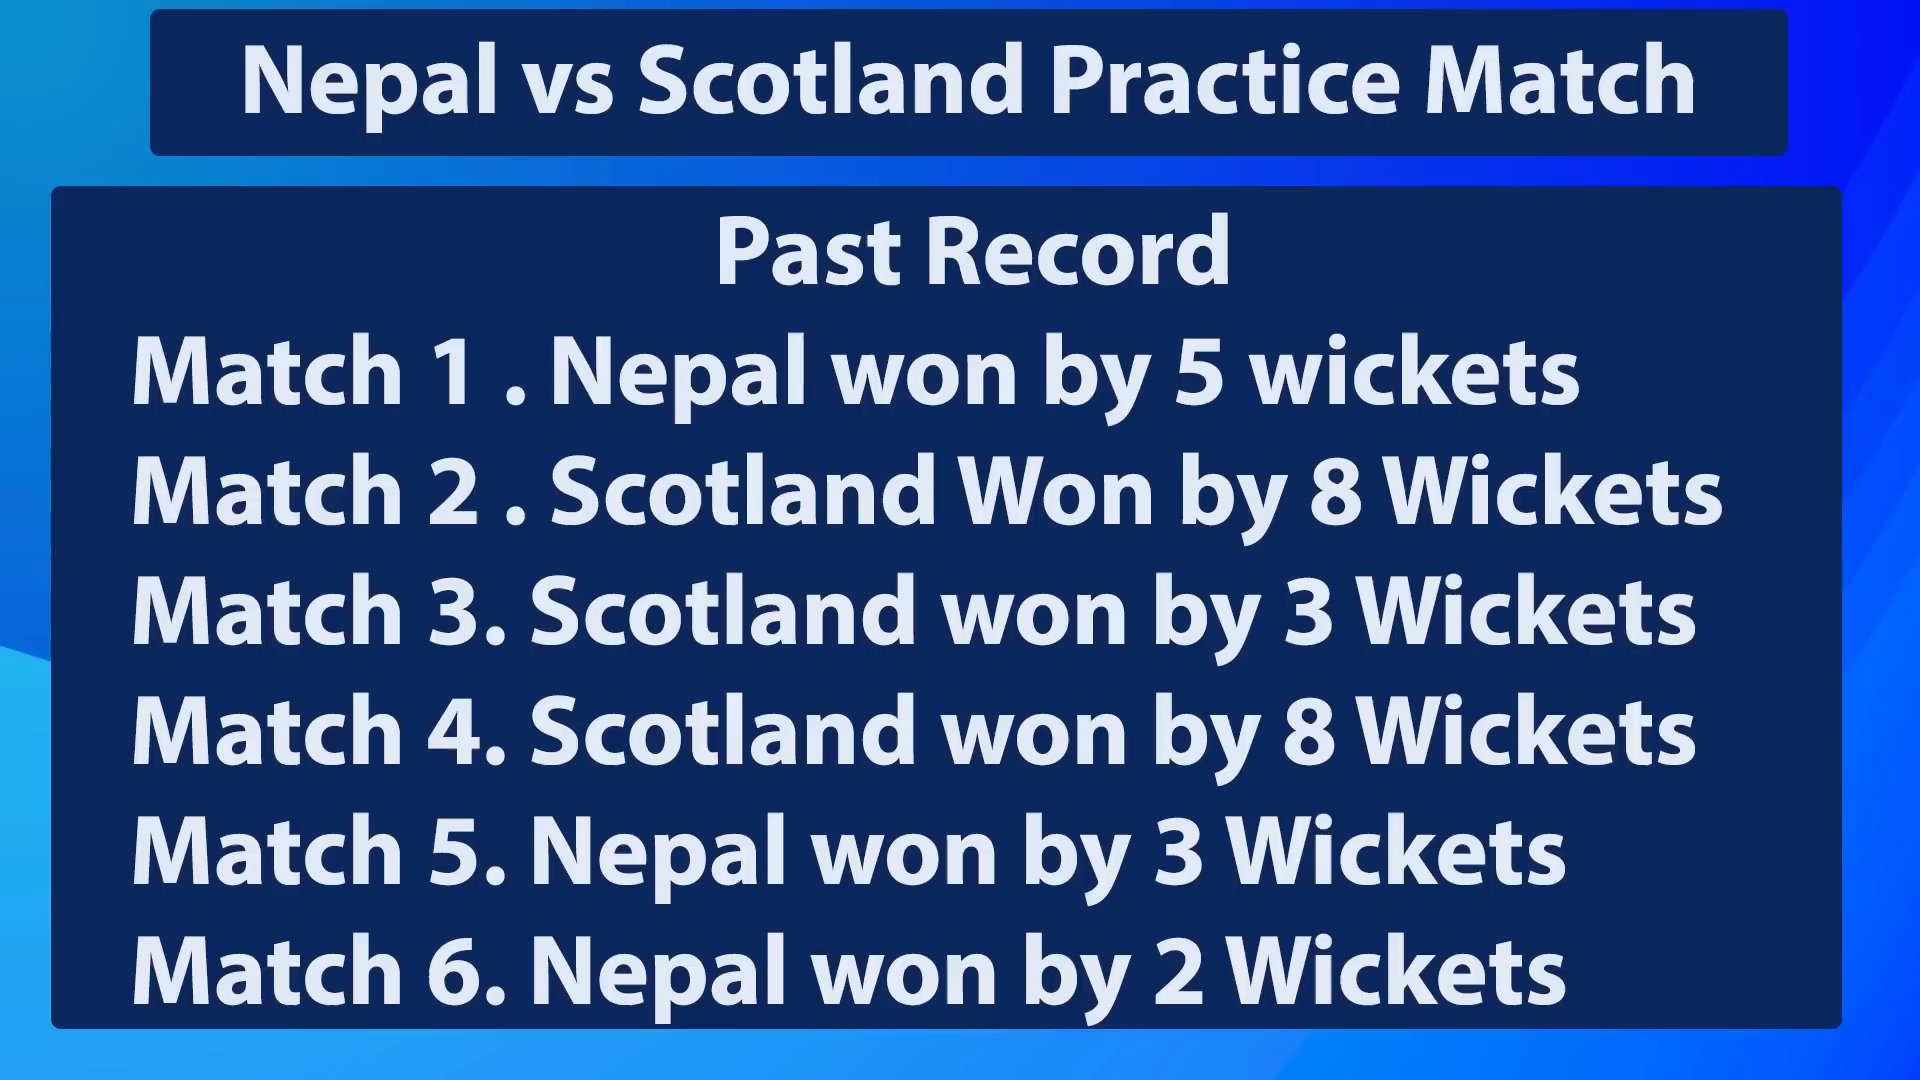 Nepal vs Scotland Practice Match
Past Record
Match 1 . Nepal won by 5 wickets
Match 2 . Scotland Won by 8 Wickets
Match 3. Scotland won by 3 Wickets
Match 4. Scotland won by 8 Wickets
Match 5. Nepal won by 3 Wickets
Match 6. Nepal won by 2 Wickets